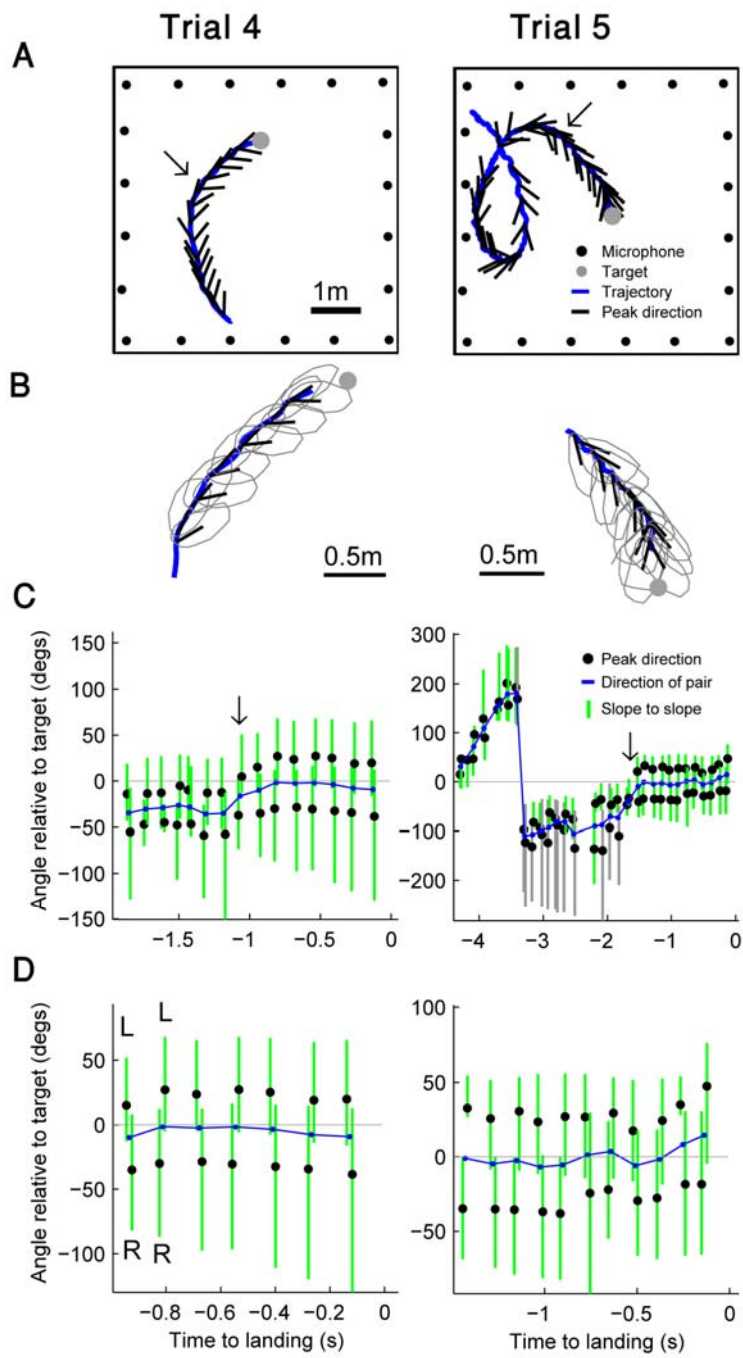 Trial 4 Trial 5
A
1m
Microphone
Target
Trajectory
Peak direction
B
0.5m 0.5m
C
Angle relative to target (degs)
150
100
50
0
−50
−100
−150
−1.5 −1 −0.5 0
300
200
100
0
−100
−200
−4 −3 −2 −1 0
Peak direction
Direction of pair
Slope to slope
D
Angle relative to target (degs)
50
0
−50
−100
L L
R R
−0.8 −0.6 −0.4 −0.2 0
Time to landing (s)
100
50
0
−50
−1 −0.5 0
Time to landing (s)